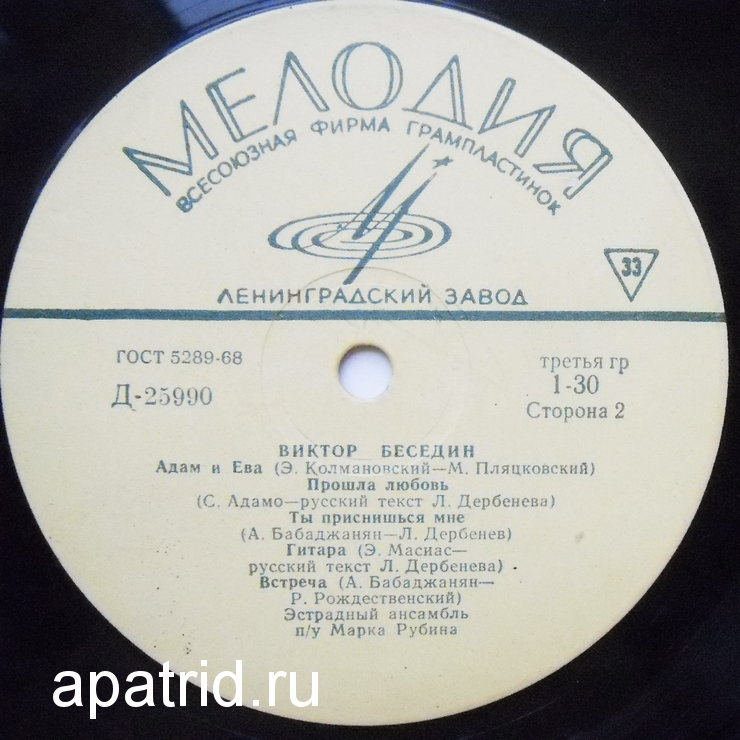 МЕЛОДИЯ
ВСЕСОЮЗНАЯ ФИРМА ГРАМПЛАСТИНОК
33
ЛЕНИНГРАДСКИЙ ЗАВОД
ГОСТ 5289-68
Д-25990
третья гр
1-30
Сторона 2
ВИКТОР БЕСЕДИН
Адам и Ева (Э. Колмановский—М. Пляцковский)
Прошла любовь
(С. Адамо—русский текст Л. Дербенева)
Ты приснишься мне
(А. Бабаджанян—Л. Дербенев)
Гитара (Э. Масиас—
русский текст Л. Дербенева)
Встреча (А. Бабаджанян—
Р. Рождественский)
Эстрадный ансамбль
п/у Марка Рубина
apatrid.ru